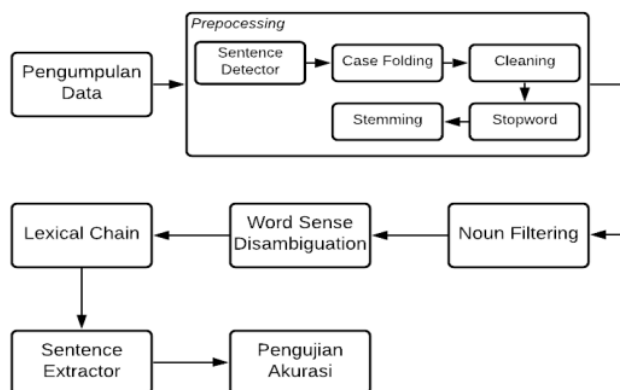 Prepocessing
Pengumpulan
Data
Sentence
Detector
Case Folding
Cleaning
Stopword
Stemming
Noun Filtering
Word Sense
Disambiguation
Lexical Chain
Sentence
Extractor
Pengujian
Akurasi